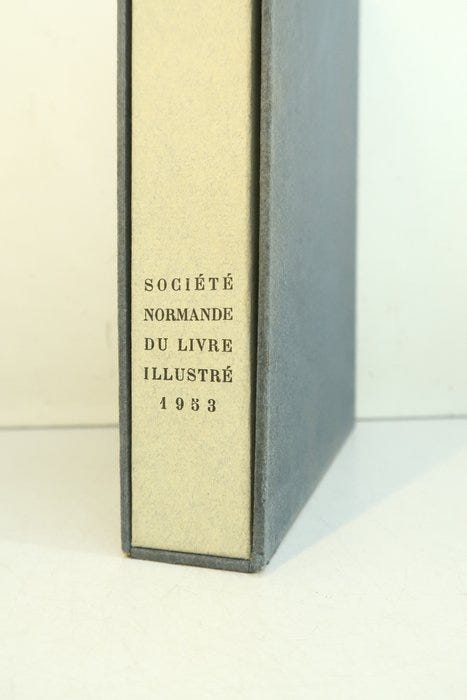 SOCIÉTÉ
NORMANDE
DU LIVRE
ILLUSTRÉ
1953